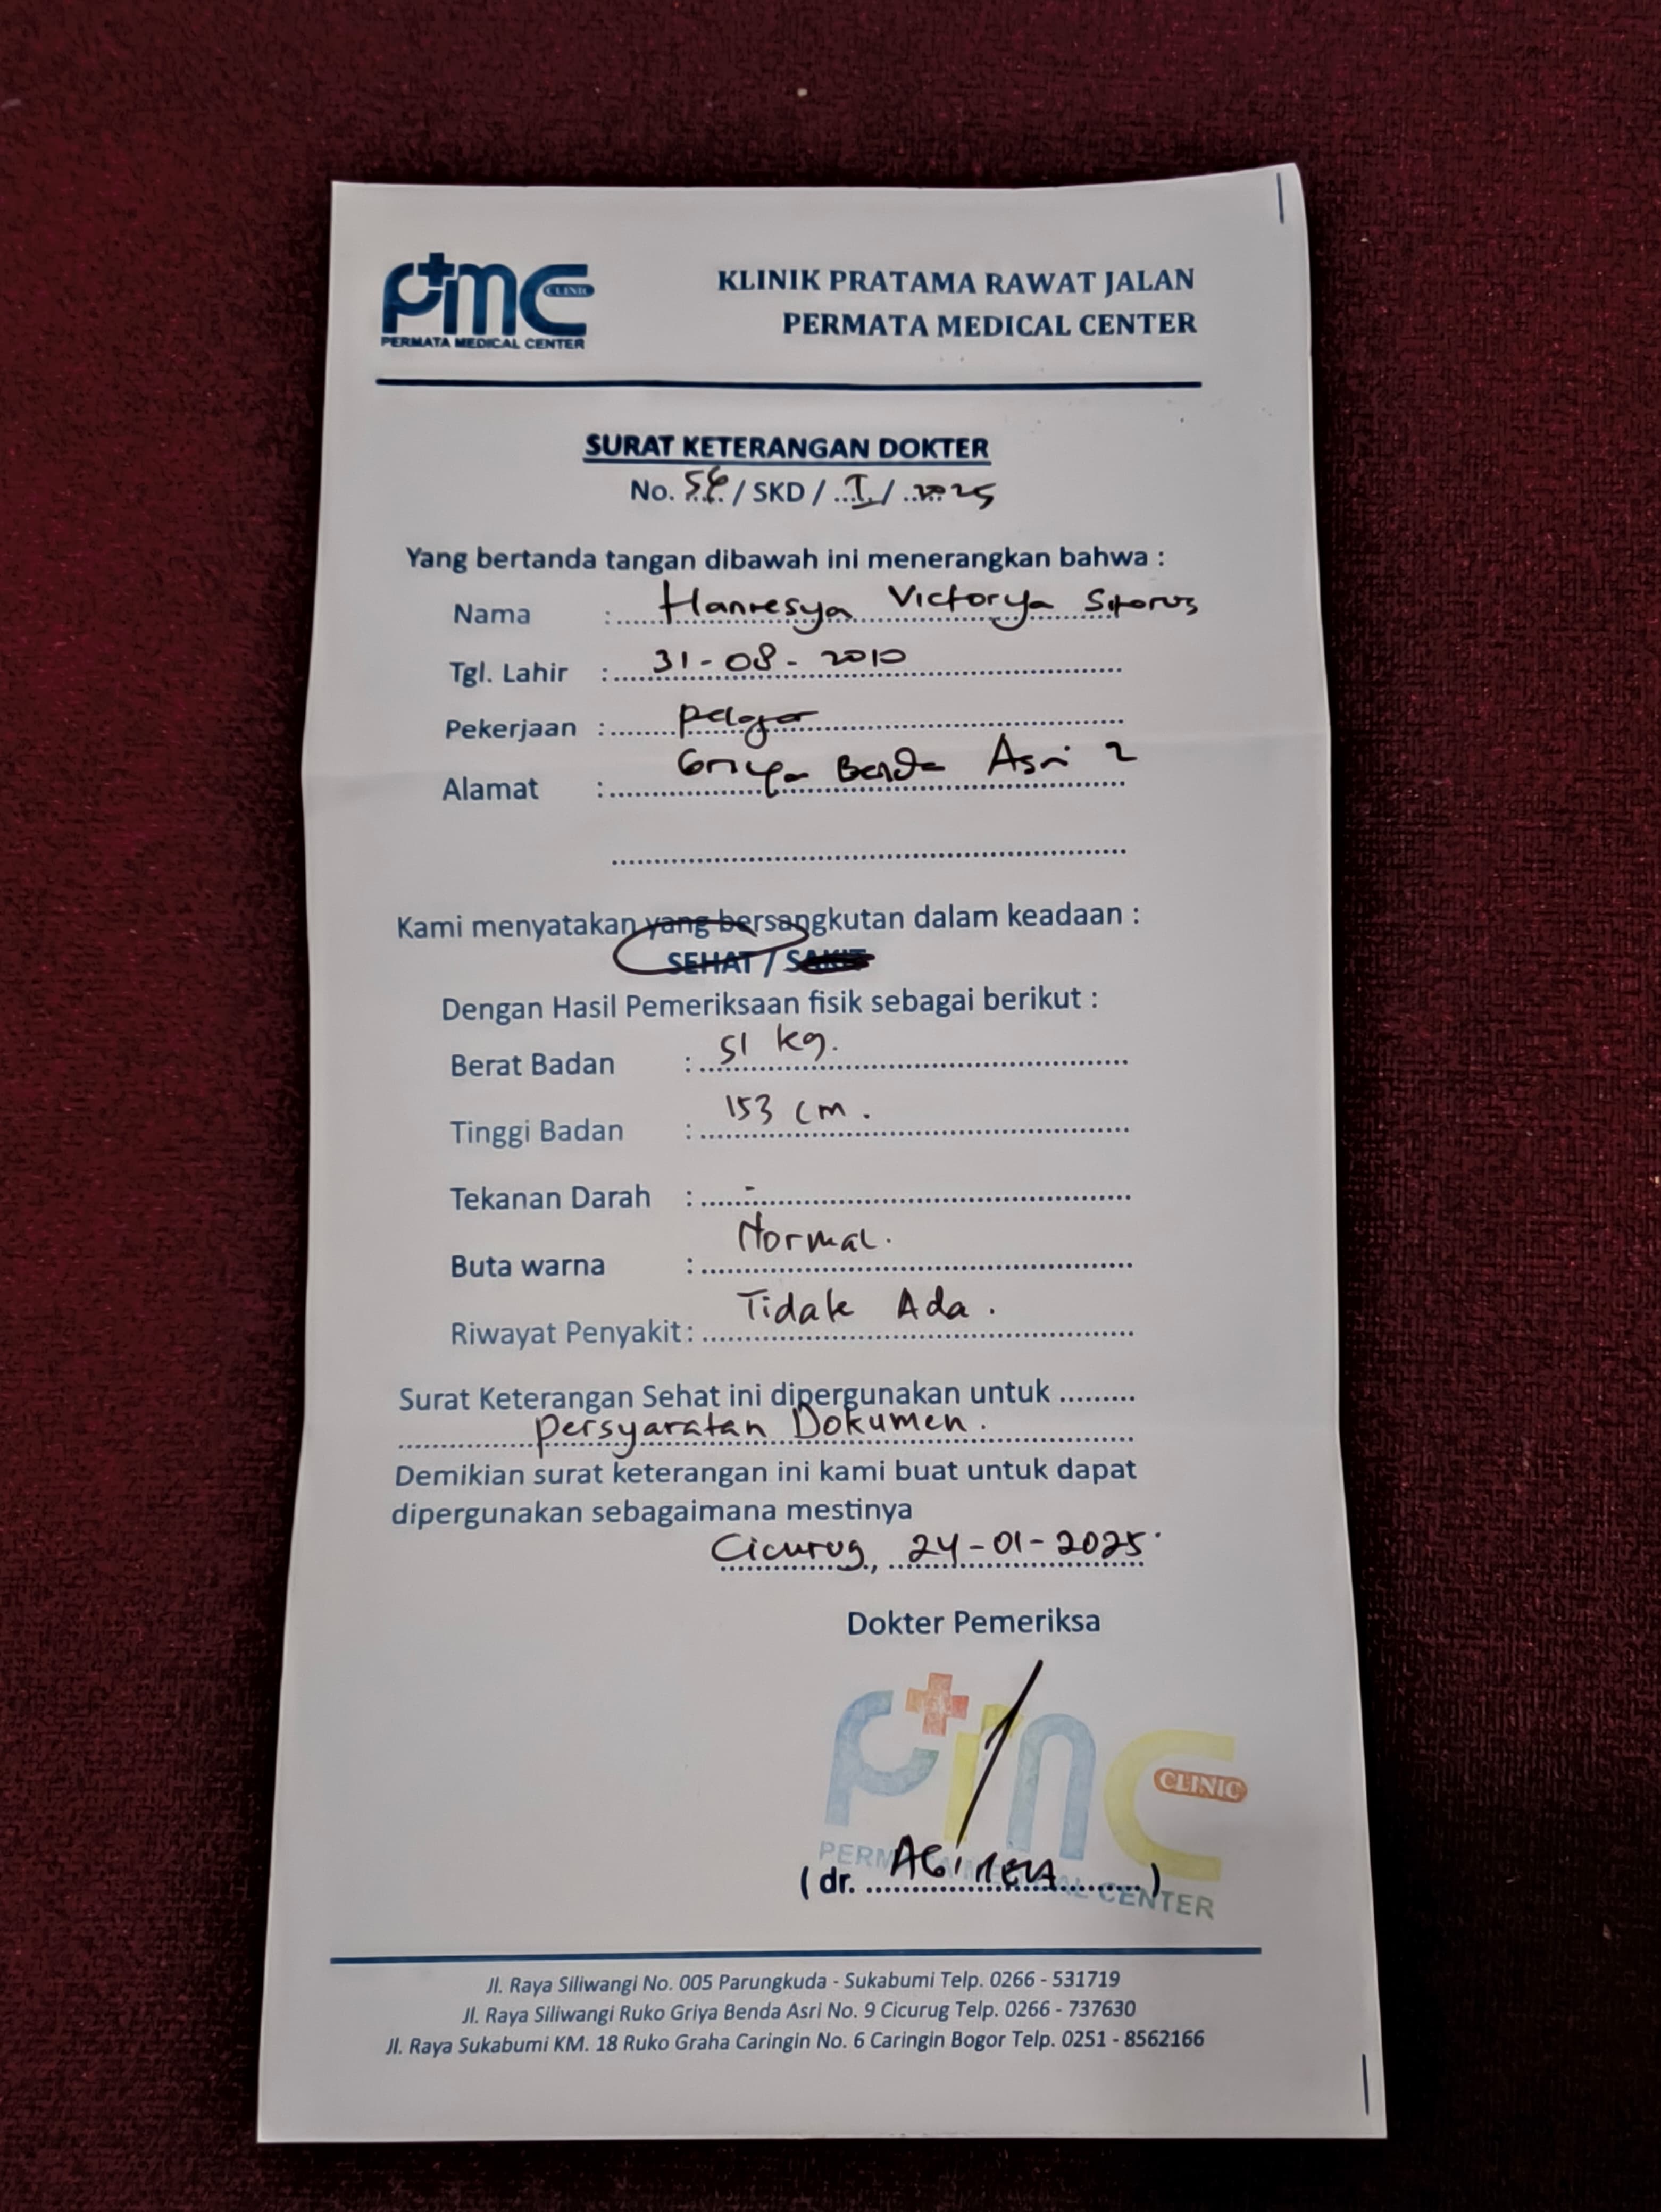 PMC CLINIC
PERMATA MEDICAL CENTER
KLINIK PRATAMA RAWAT JALAN
PERMATA MEDICAL CENTER
SURAT KETERANGAN DOKTER
No. / SKD / I / 2025
Yang bertanda tangan dibawah ini menerangkan bahwa :
Nama : Hanresya Victorya Sitorus
Tgl. Lahir : 31-08-2010
Pekerjaan : pelajar
Alamat : Griya Benda Asri 2
Kami menyatakan yang bersangkutan dalam keadaan :
SEHAT / SAKIT
Dengan Hasil Pemeriksaan fisik sebagai berikut :
Berat Badan : 51 kg.
Tinggi Badan : 153 cm.
Tekanan Darah : -
Buta warna : Normal.
Riwayat Penyakit : Tidak Ada.
Surat Keterangan Sehat ini dipergunakan untuk .........
persyaratan Dokumen.
Demikian surat keterangan ini kami buat untuk dapat
dipergunakan sebagaimana mestinya
Cicurug, 24-01-2025
Dokter Pemeriksa
PMC CLINIC
PERMATA MEDICAL CENTER
( dr. )
Jl. Raya Siliwangi No. 005 Parungkuda - Sukabumi Telp. 0266 - 531719
Jl. Raya Siliwangi Ruko Griya Benda Asri No. 9 Cicurug Telp. 0266 - 737630
Jl. Raya Sukabumi KM. 18 Ruko Graha Caringin No. 6 Caringin Bogor Telp. 0251 - 8562166